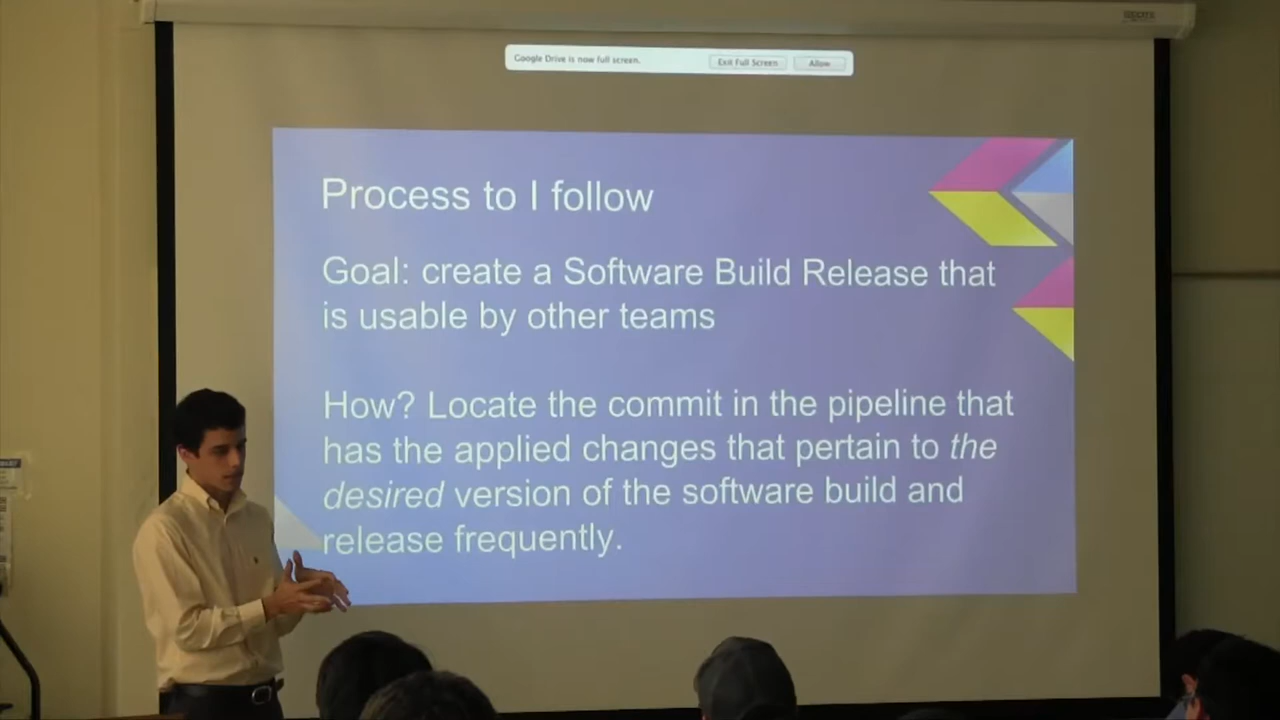 Google Drive is now full screen.
Exit Full Screen
Allow
Process to I follow
Goal: create a Software Build Release that
is usable by other teams
How? Locate the commit in the pipeline that
has the applied changes that pertain to the
desired version of the software build and
release frequently.